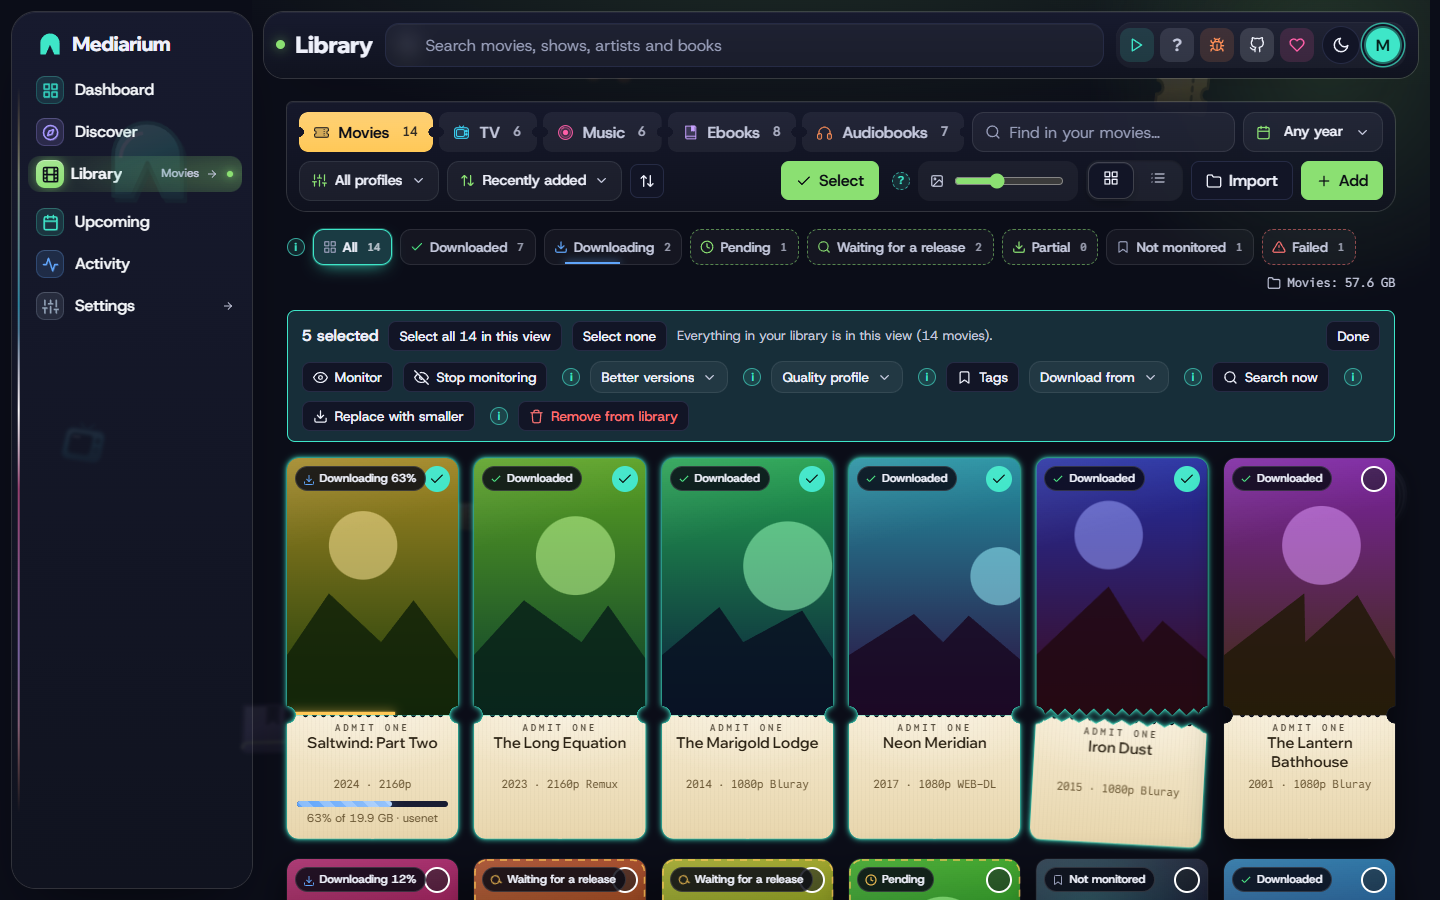 Mediarium
Dashboard
Discover
Library Movies
Upcoming
Activity
Settings
Library
Search movies, shows, artists and books
?
M
Movies 14
TV 6
Music 6
Ebooks 8
Audiobooks 7
Find in your movies...
Any year
All profiles
Recently added
Select
?
Import
Add
i
All 14
Downloaded 7
Downloading 2
Pending 1
Waiting for a release 2
Partial 0
Not monitored 1
Failed 1
Movies: 57.6 GB
5 selected
Select all 14 in this view
Select none
Everything in your library is in this view (14 movies).
Done
Monitor
Stop monitoring
i
Better versions
i
Quality profile
i
Tags
Download from
i
Search now
i
Replace with smaller
i
Remove from library
Downloading 63%
ADMIT ONE
Saltwind: Part Two
2024 · 2160p
63% of 19.9 GB · usenet
Downloaded
ADMIT ONE
The Long Equation
2023 · 2160p Remux
Downloaded
ADMIT ONE
The Marigold Lodge
2014 · 1080p Bluray
Downloaded
ADMIT ONE
Neon Meridian
2017 · 1080p WEB-DL
Downloaded
ADMIT ONE
Iron Dust
2015 · 1080p Bluray
Downloaded
ADMIT ONE
The Lantern
Bathhouse
2001 · 1080p Bluray
Downloading 12%
Waiting for a release
Waiting for a release
Pending
Not monitored
Downloaded